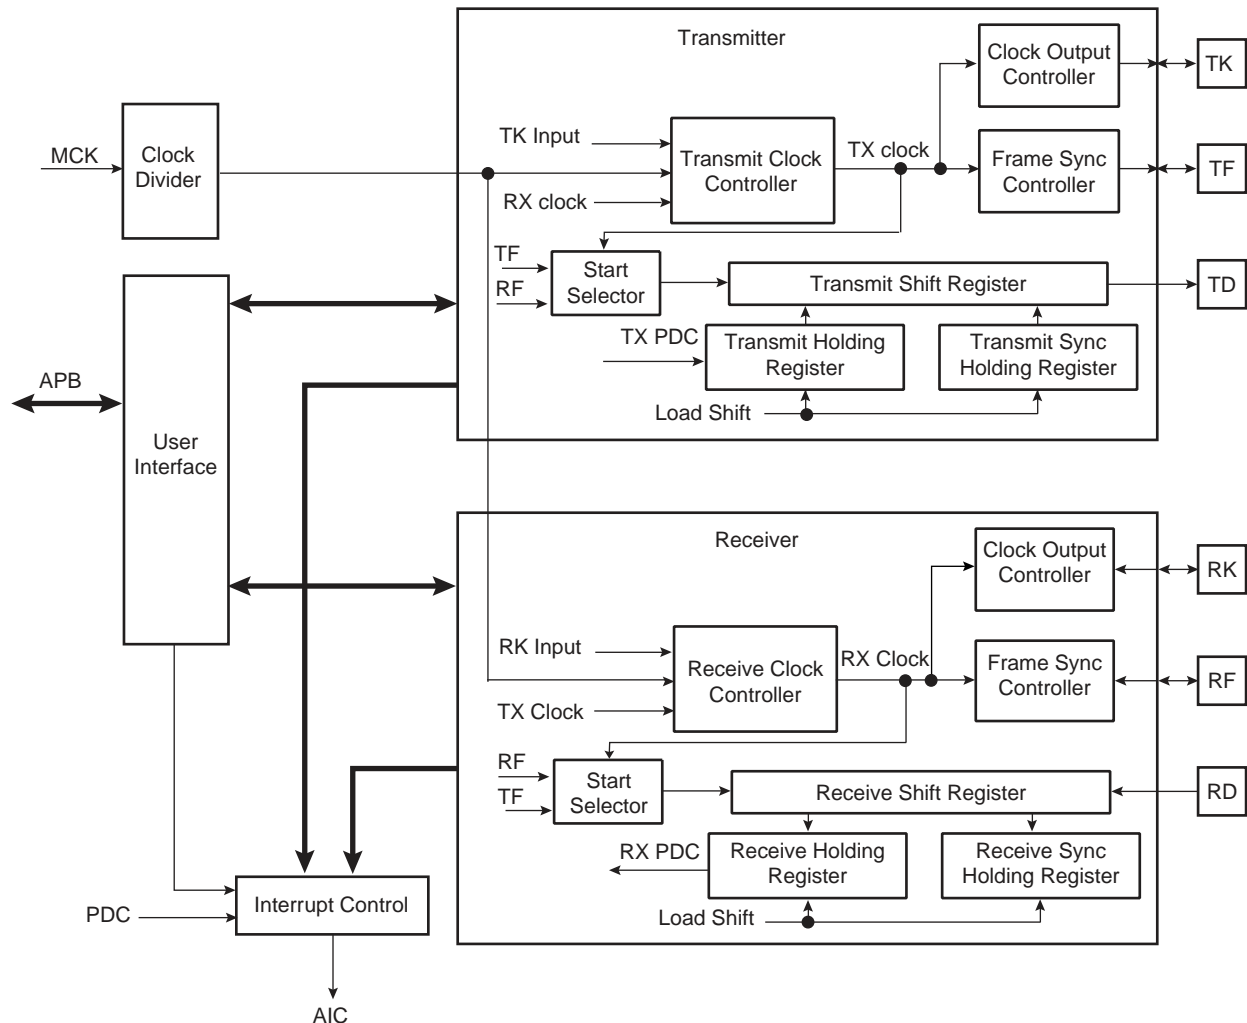 Transmitter
Clock Output
Controller
TK
MCK
Clock
Divider
TK Input
Transmit Clock
Controller
TX clock
Frame Sync
Controller
TF
RX clock
TF
RF
Start
Selector
Transmit Shift Register
TD
TX PDC
Transmit Holding
Register
Transmit Sync
Holding Register
Load Shift
APB
User
Interface
Receiver
Clock Output
Controller
RK
RK Input
Receive Clock
Controller
RX Clock
Frame Sync
Controller
RF
TX Clock
RF
TF
Start
Selector
Receive Shift Register
RD
RX PDC
Receive Holding
Register
Receive Sync
Holding Register
Load Shift
PDC
Interrupt Control
AIC